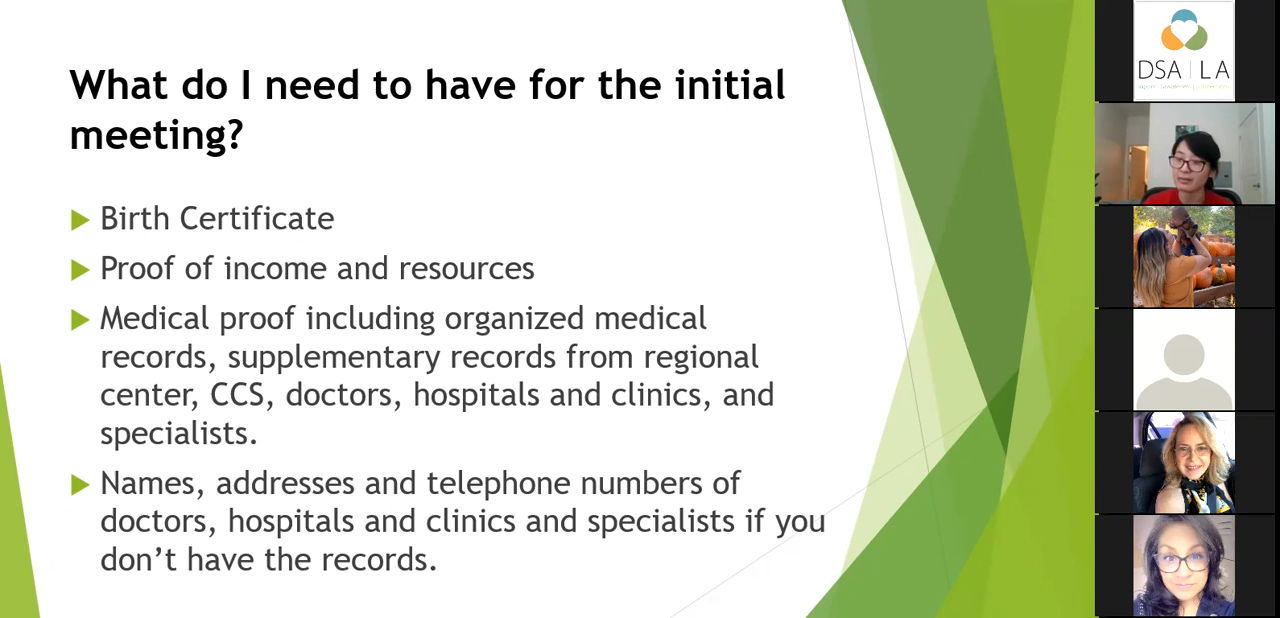 What do I need to have for the initial
meeting?
Birth Certificate
Proof of income and resources
Medical proof including organized medical
records, supplementary records from regional
center, CCS, doctors, hospitals and clinics, and
specialists.
Names, addresses and telephone numbers of
doctors, hospitals and clinics and specialists if you
don’t have the records.
DSA | LA